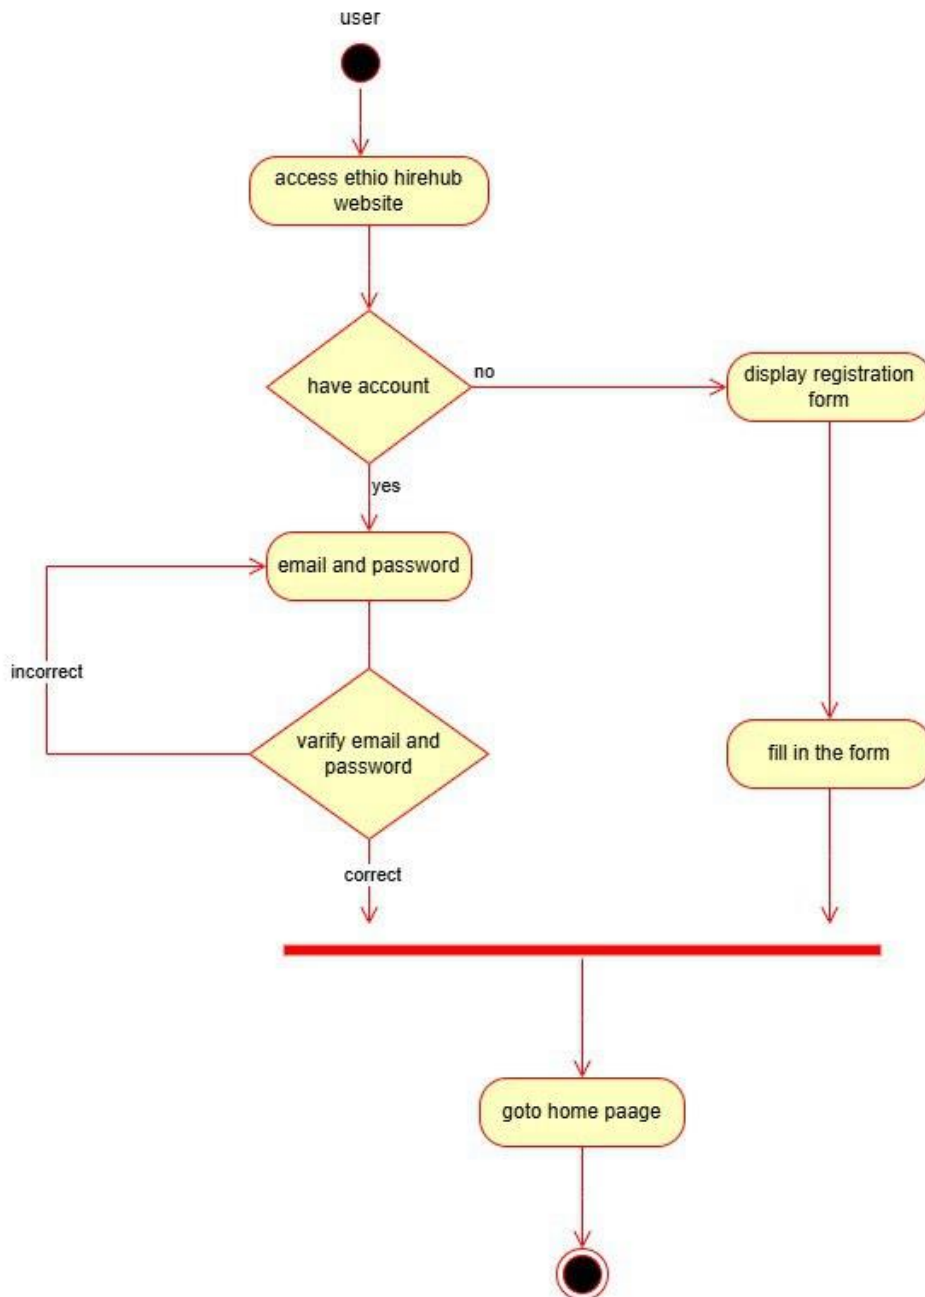 user
access ethio hirehub
website
have account
no
display registration
form
yes
email and password
incorrect
varify email and
password
fill in the form
correct
goto home paage